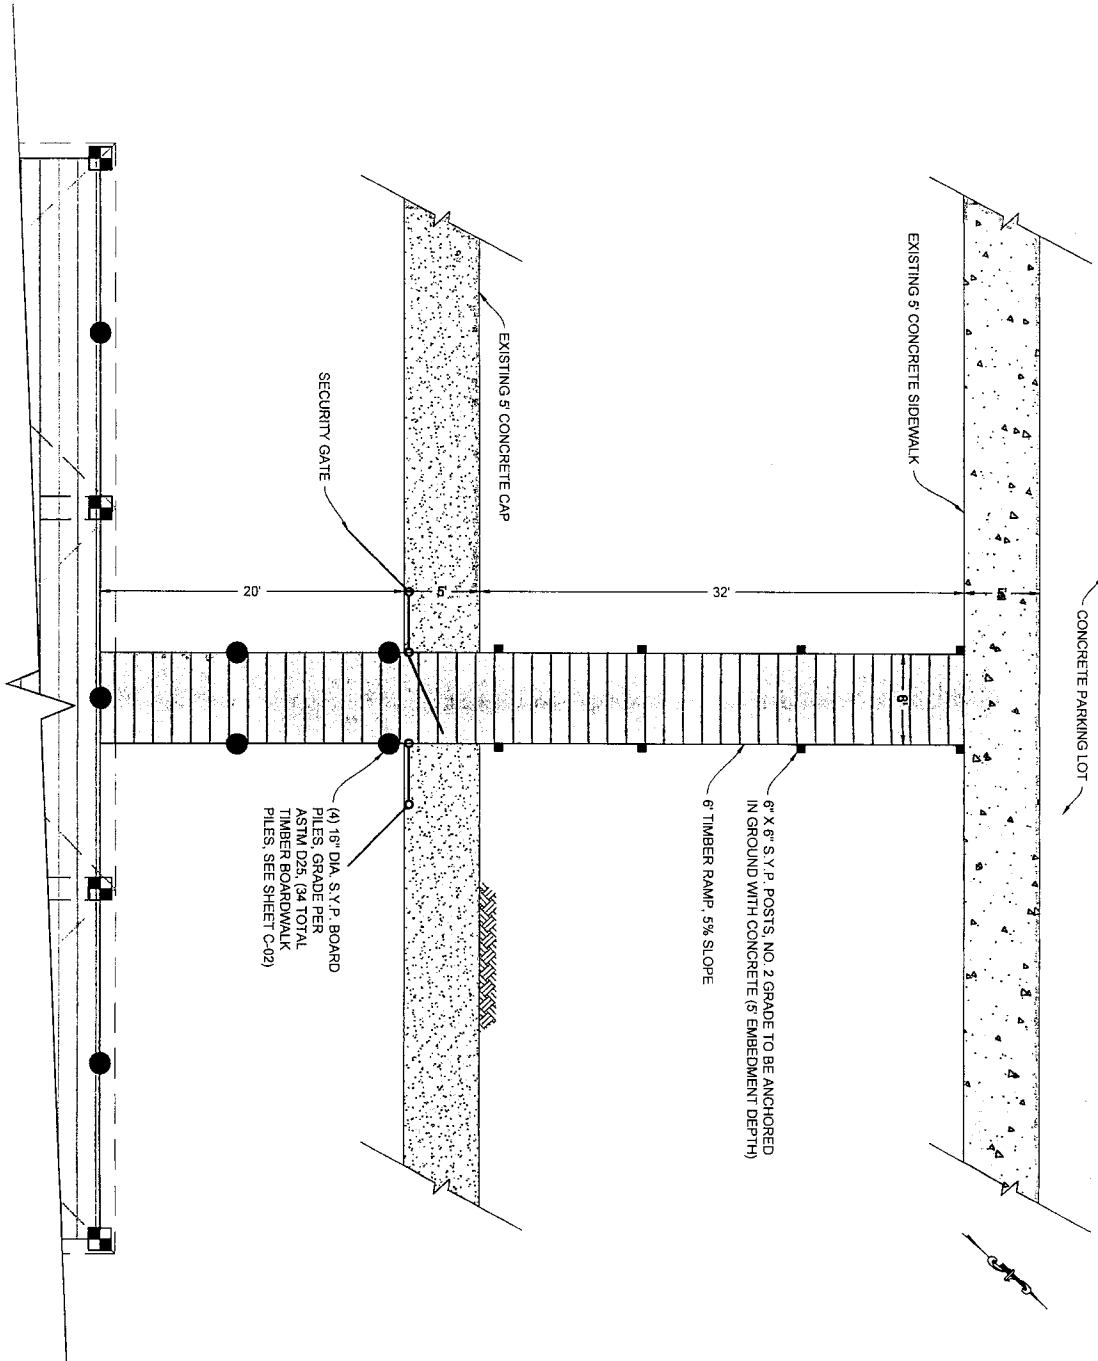 CONCRETE PARKING LOT
EXISTING 5' CONCRETE SIDEWALK
6" X 6" S.Y.P. POSTS, NO. 2 GRADE TO BE ANCHORED
IN GROUND WITH CONCRETE (5' EMBEDMENT DEPTH)
6' TIMBER RAMP, 5% SLOPE
EXISTING 5' CONCRETE CAP
SECURITY GATE
(4) 16" DIA. S.Y.P. BOARD
PILES, GRADE PER
ASTM D25, (34 TOTAL
TIMBER BOARDWALK
PILES, SEE SHEET C-02)
20'
5'
32'
6'